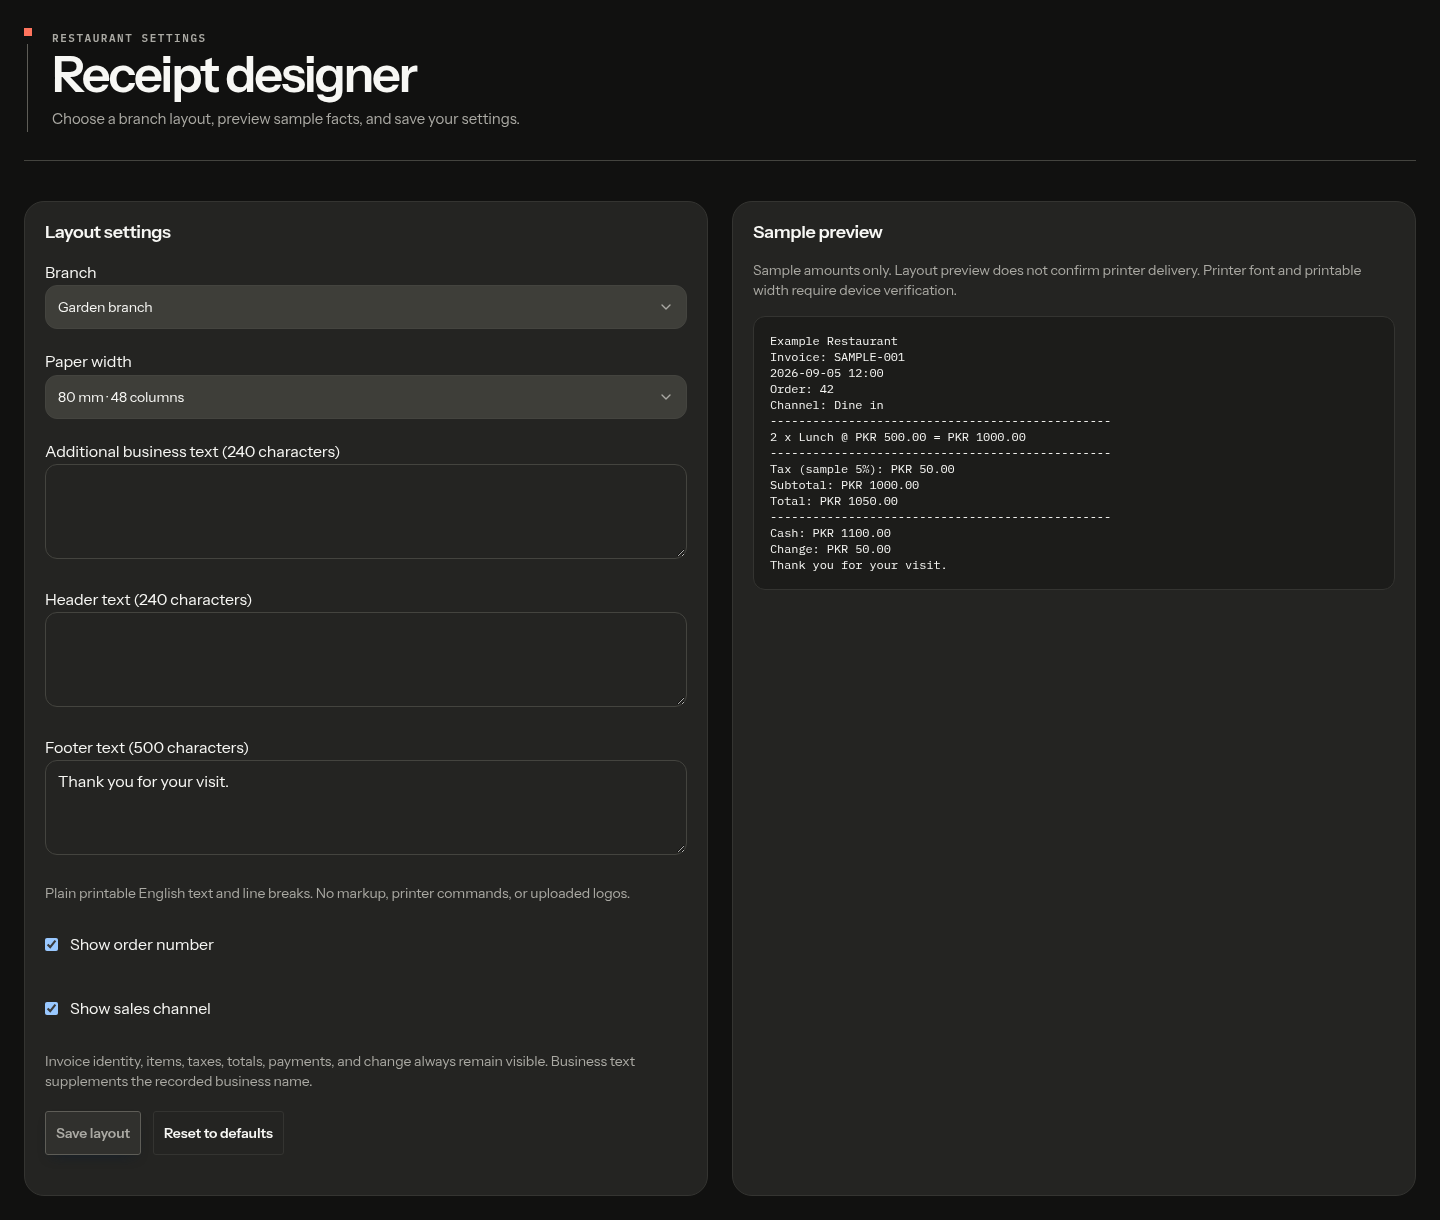 RESTAURANT SETTINGS
Receipt designer
Choose a branch layout, preview sample facts, and save your settings.
Layout settings
Branch
Garden branch
Paper width
80 mm · 48 columns
Additional business text (240 characters)
Header text (240 characters)
Footer text (500 characters)
Thank you for your visit.
Plain printable English text and line breaks. No markup, printer commands, or uploaded logos.
Show order number
Show sales channel
Invoice identity, items, taxes, totals, payments, and change always remain visible. Business text
supplements the recorded business name.
Save layout
Reset to defaults
Sample preview
Sample amounts only. Layout preview does not confirm printer delivery. Printer font and printable
width require device verification.
Example Restaurant
Invoice: SAMPLE-001
2026-09-05 12:00
Order: 42
Channel: Dine in
------------------------------------------------
2 x Lunch @ PKR 500.00 = PKR 1000.00
------------------------------------------------
Tax (sample 5%): PKR 50.00
Subtotal: PKR 1000.00
Total: PKR 1050.00
------------------------------------------------
Cash: PKR 1100.00
Change: PKR 50.00
Thank you for your visit.